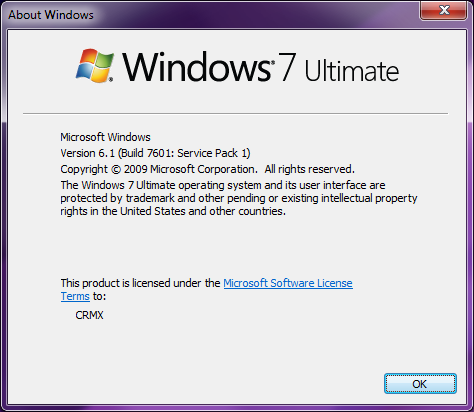 About Windows
Windows® 7 Ultimate
Microsoft Windows
Version 6.1 (Build 7601: Service Pack 1)
Copyright © 2009 Microsoft Corporation.  All rights reserved.
The Windows 7 Ultimate operating system and its user interface are
protected by trademark and other pending or existing intellectual property
rights in the United States and other countries.
This product is licensed under the Microsoft Software License
Terms to:
CRMX
OK